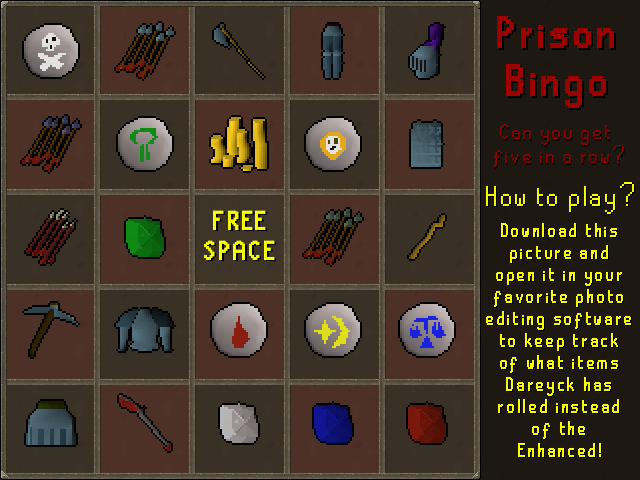 FREE
SPACE
Prison
Bingo
Can you get
five in a row?
How to play?
Download this
picture and
open it in your
favorite photo
editing software
to keep track
of what items
Dareyck has
rolled instead
of the
Enhanced!